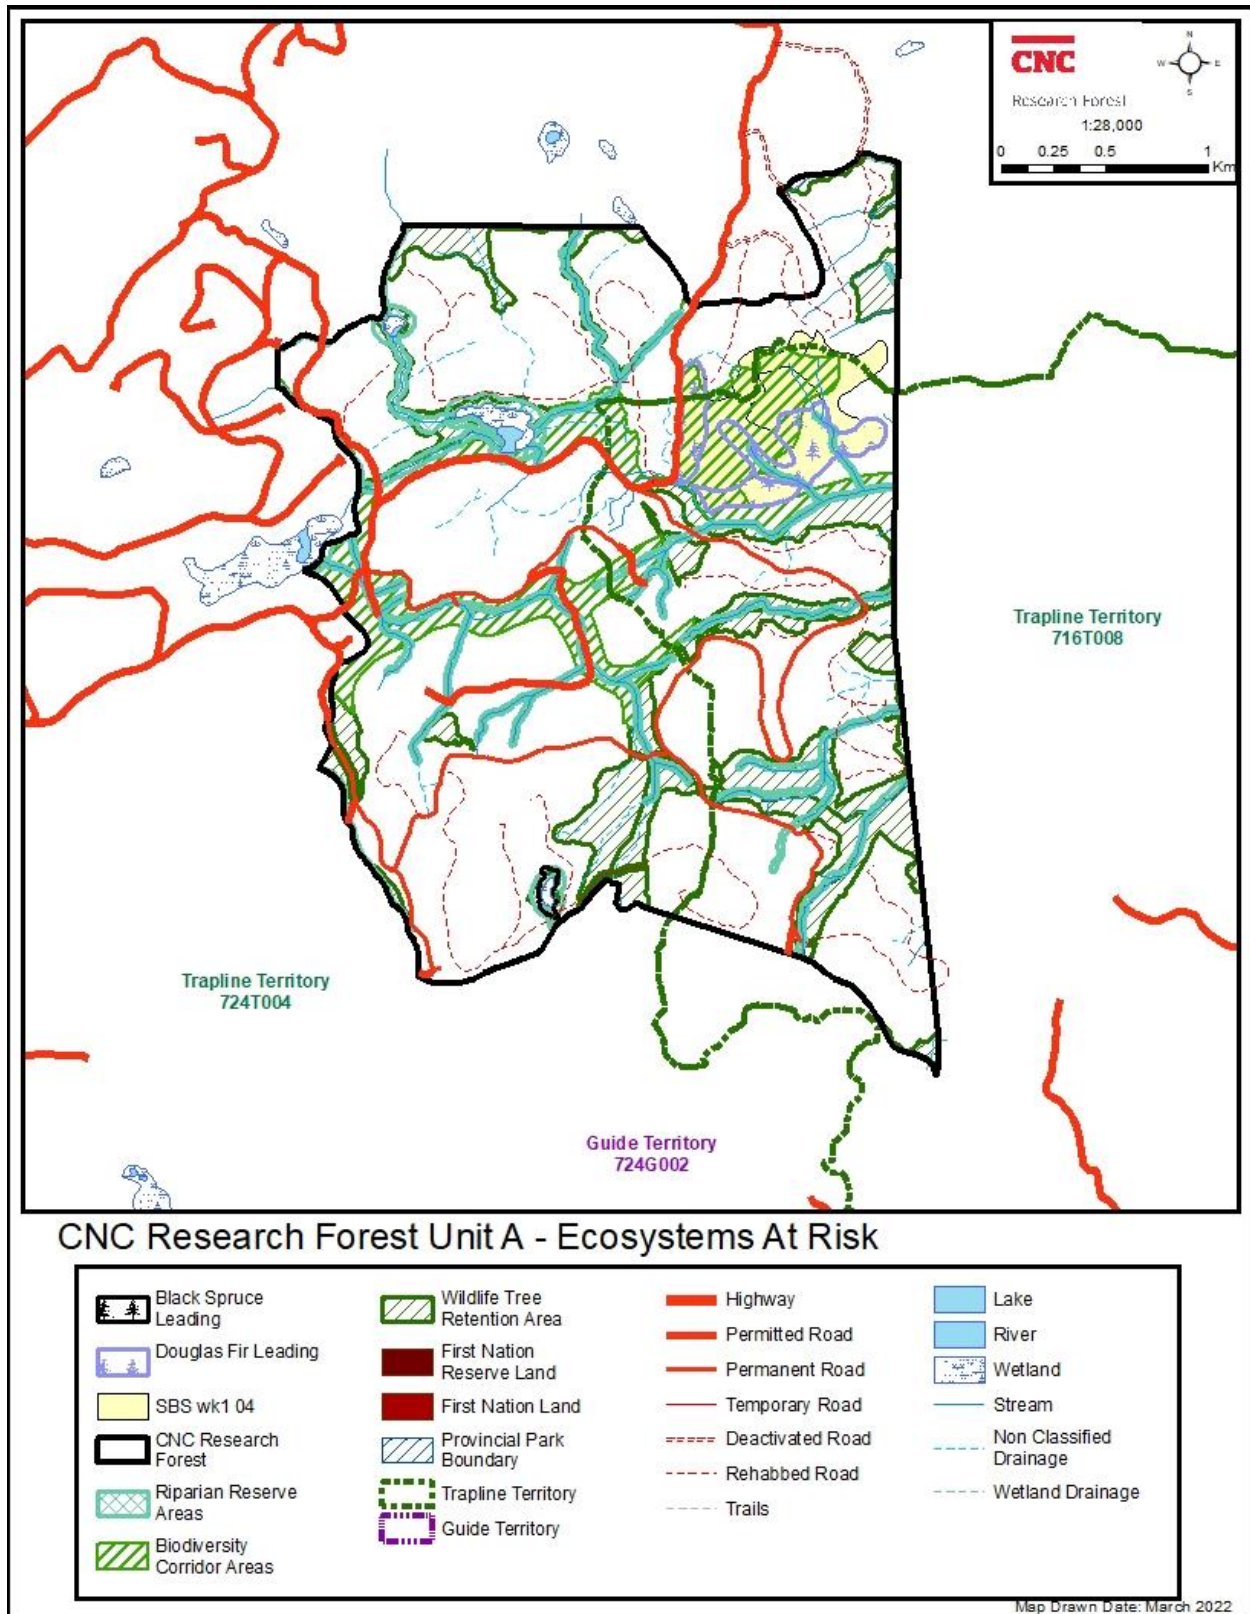 N
W E
S
CNC
Research Forest
1:28,000
0 0.25 0.5 1
Km
Trapline Territory
716T008
Trapline Territory
724T004
Guide Territory
724G002
CNC Research Forest Unit A - Ecosystems At Risk
Black Spruce
Leading
Douglas Fir Leading
SBS wk1 04
CNC Research
Forest
Riparian Reserve
Areas
Biodiversity
Corridor Areas
Wildlife Tree
Retention Area
First Nation
Reserve Land
First Nation Land
Provincial Park
Boundary
Trapline Territory
Guide Territory
Highway
Permitted Road
Permanent Road
Temporary Road
Deactivated Road
Rehabbed Road
Trails
Lake
River
Wetland
Stream
Non Classified
Drainage
Wetland Drainage
Map Drawn Date: March 2022